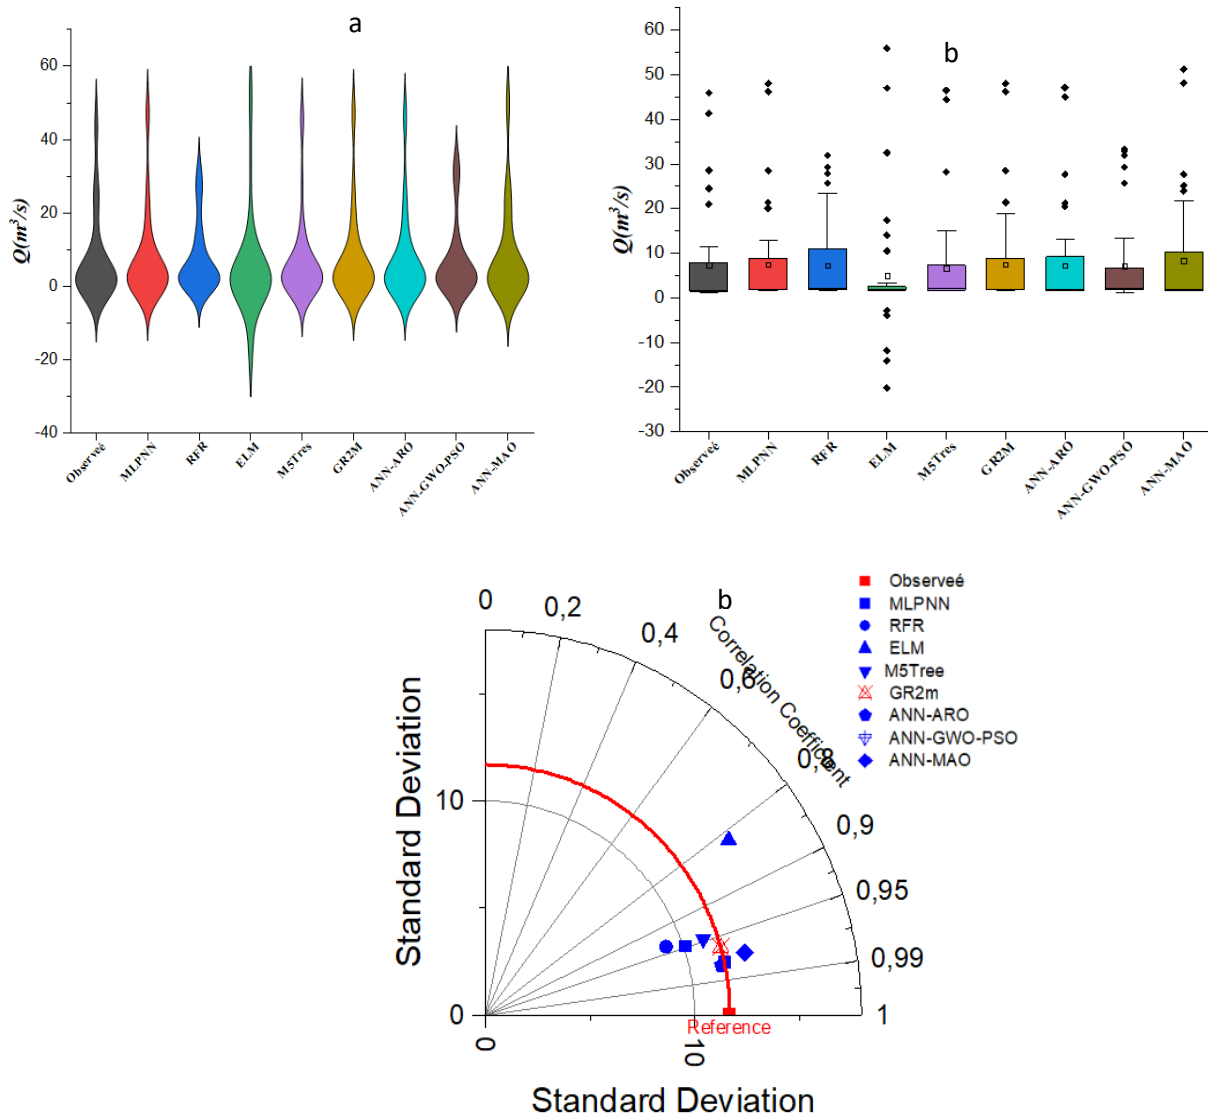 a
60
40
20
0
-20
-40
Q(m³/s)
Observeé
MLPNN
RFR
ELM
M5Tres
GR2M
ANN-ARO
ANN-GWO-PSO
ANN-MAO
b
60
50
40
30
20
10
0
-10
-20
-30
Q(m³/s)
Observeé
MLPNN
RFR
ELM
M5Tres
GR2M
ANN-ARO
ANN-GWO-PSO
ANN-MAO
b
0
0,2
0,4
0,6
0,8
0,9
0,95
0,99
1
Correlation Coefficient
Observeé
MLPNN
RFR
ELM
M5Tree
GR2m
ANN-ARO
ANN-GWO-PSO
ANN-MAO
Standard Deviation
10
0
Reference
0
10
Standard Deviation